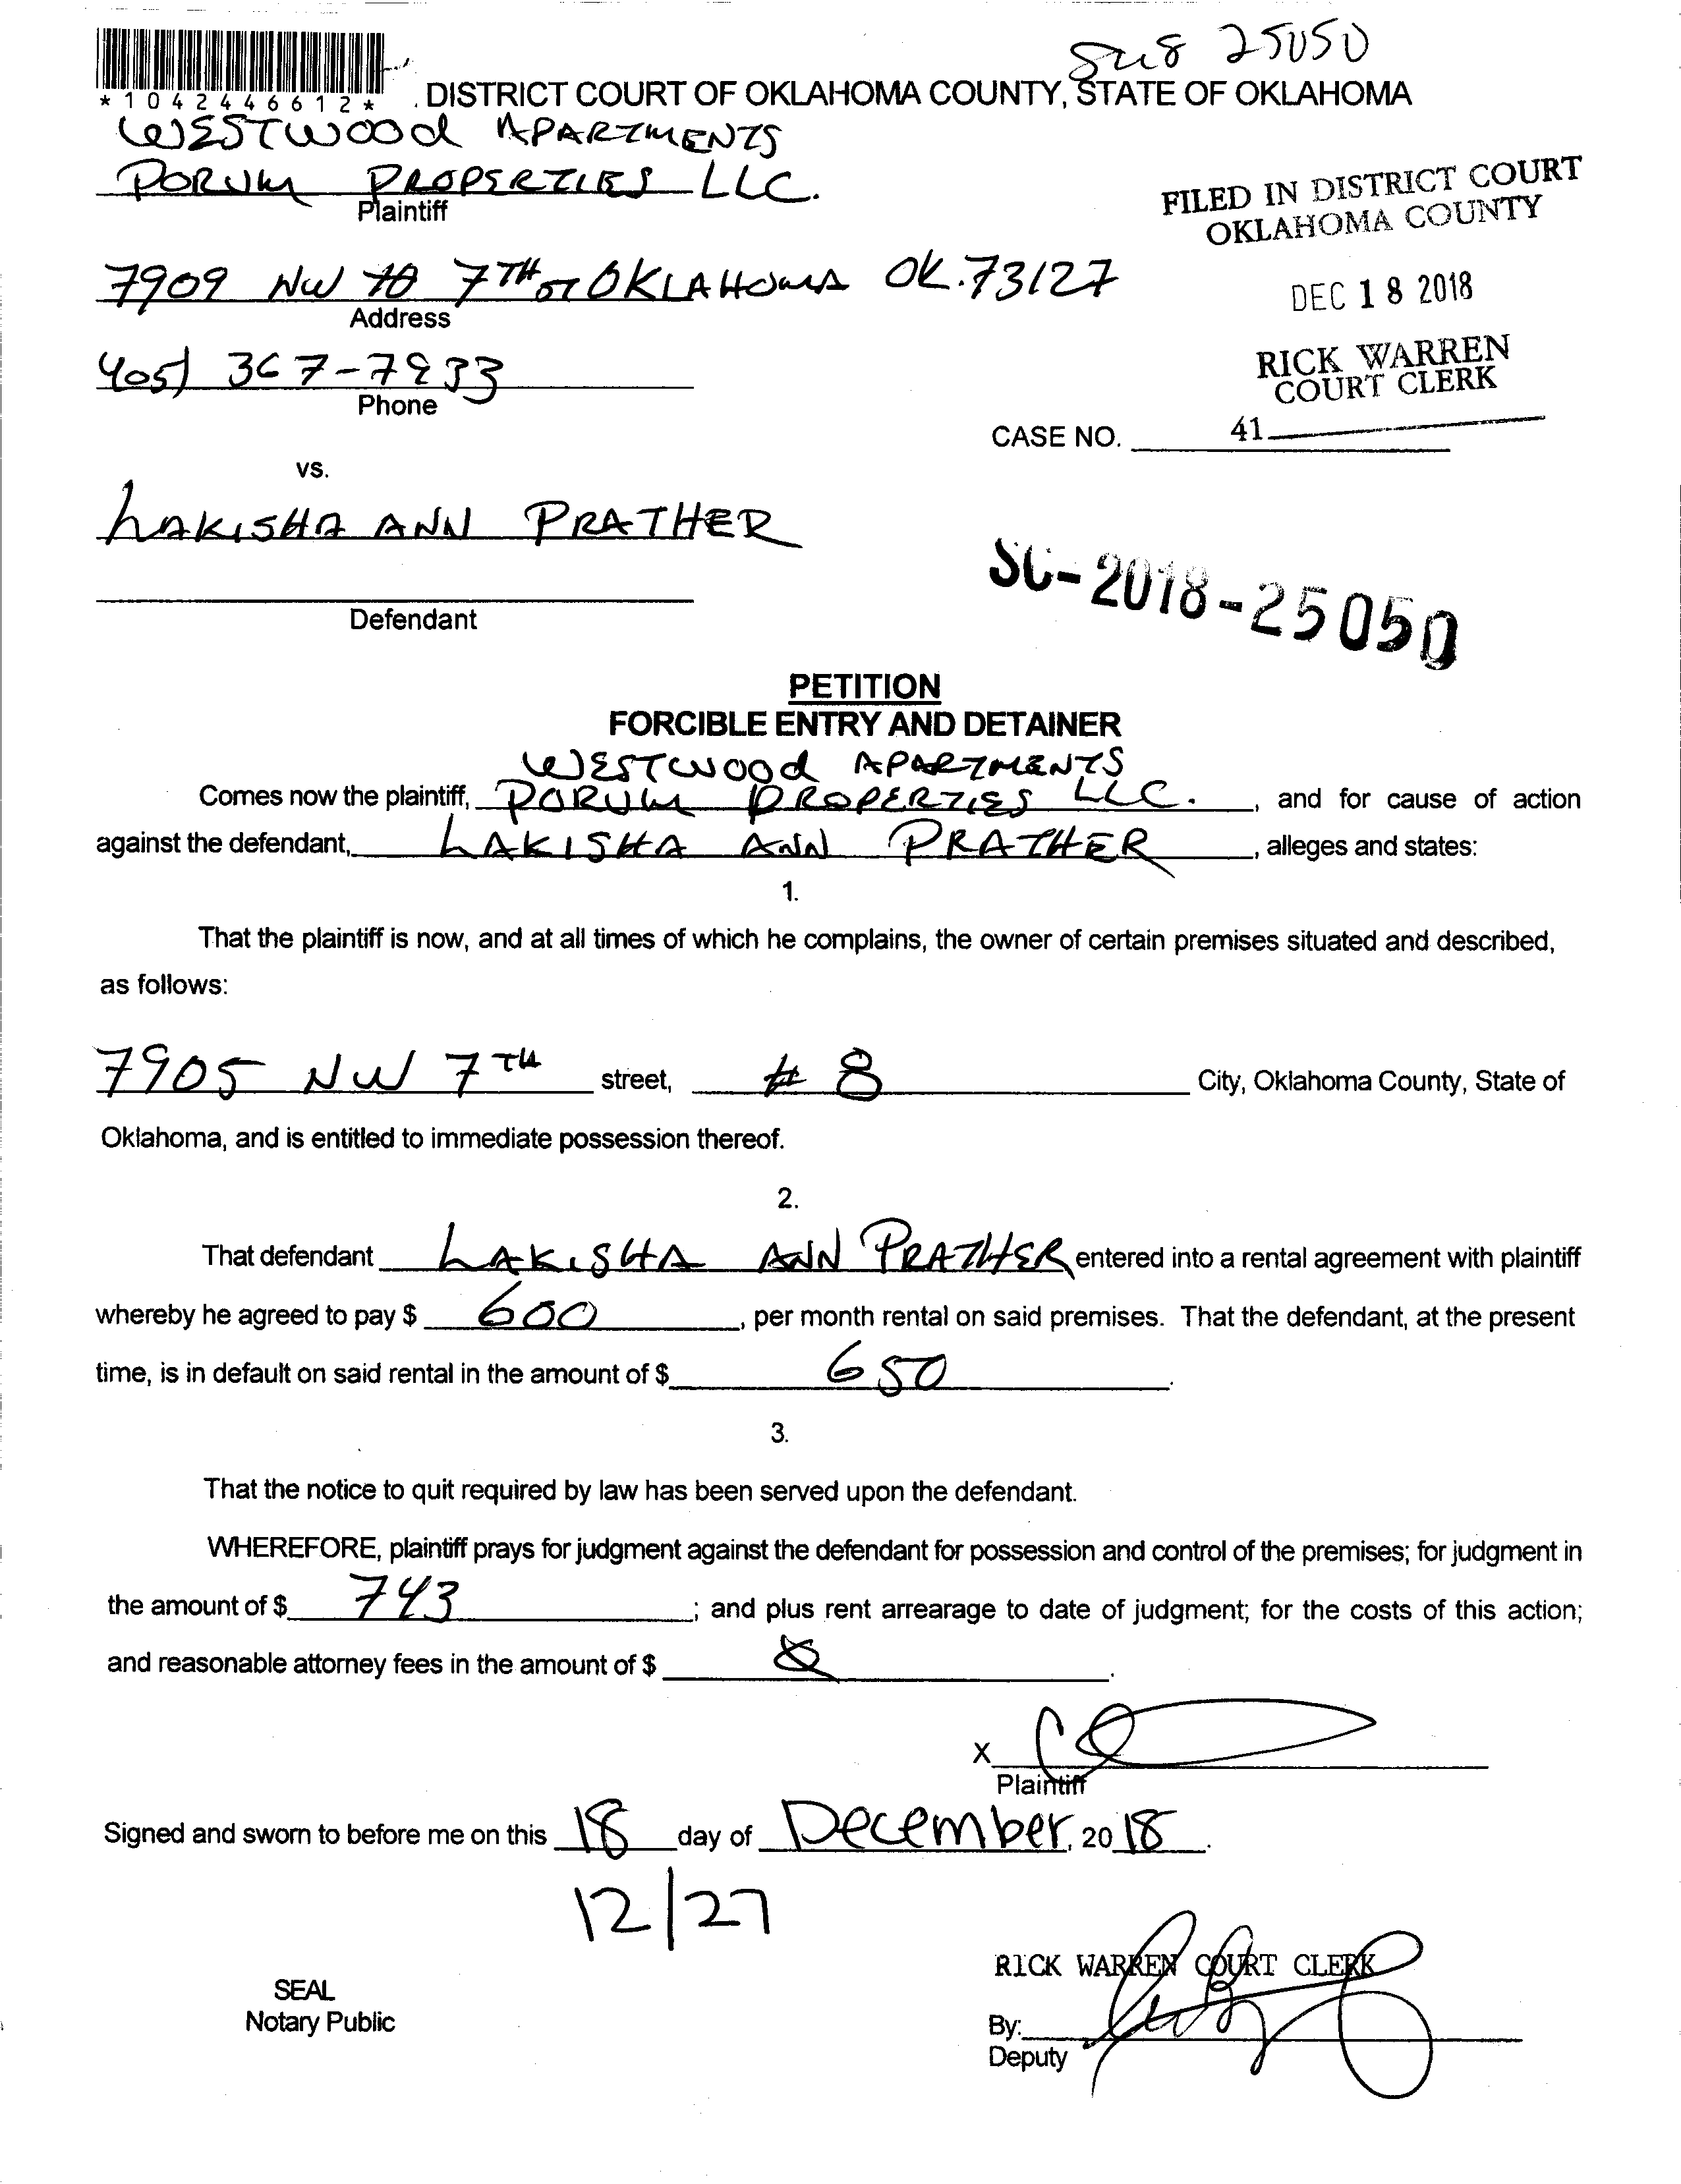 25050
*1042446612*
DISTRICT COURT OF OKLAHOMA COUNTY, STATE OF OKLAHOMA
WESTWOOd APARTMENTS
PORUM PROPERTIES LLC.
Plaintiff
FILED IN DISTRICT COURT
OKLAHOMA COUNTY
7909 NW 7TH ST OKLAHOMA OK. 73127
Address
DEC 18 2018
RICK WARREN
COURT CLERK
405) 367-7933
Phone
CASE NO. 41
vs.
LAKISHA ANN PRATHER
Defendant
SC-2018-25050
PETITION
FORCIBLE ENTRY AND DETAINER
WESTWOOd APARTMENTS
Comes now the plaintiff, PORUM PROPERTIES LLC. , and for cause of action
against the defendant, LAKISHA ANN PRATHER , alleges and states:
1.
That the plaintiff is now, and at all times of which he complains, the owner of certain premises situated and described,
as follows:
7905 NW 7TH street, # 8 City, Oklahoma County, State of
Oklahoma, and is entitled to immediate possession thereof.
2.
That defendant LAKISHA ANN PRATHER entered into a rental agreement with plaintiff
whereby he agreed to pay $ 600 , per month rental on said premises. That the defendant, at the present
time, is in default on said rental in the amount of $ 650 .
3.
That the notice to quit required by law has been served upon the defendant.
WHEREFORE, plaintiff prays for judgment against the defendant for possession and control of the premises; for judgment in
the amount of $ 743 ; and plus rent arrearage to date of judgment; for the costs of this action;
and reasonable attorney fees in the amount of $ .
X
Plaintiff
Signed and sworn to before me on this 18 day of December, 20 18 .
12/27
RICK WARREN COURT CLERK
SEAL
Notary Public
By:
Deputy